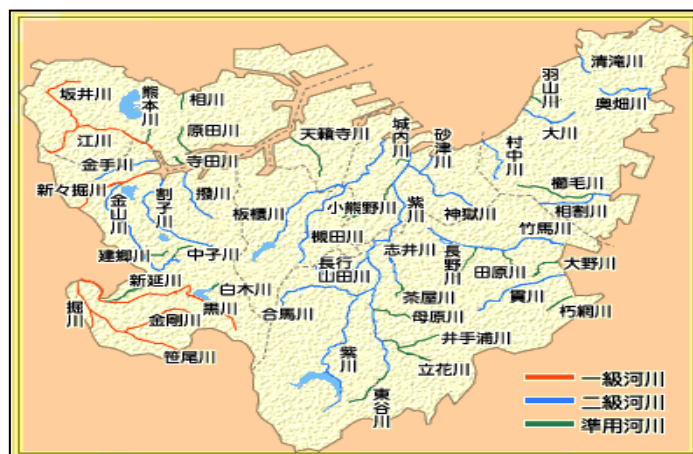 清滝川
羽山川
奥畑川
大川
坂井川
熊本川
相川
原田川
江川
天籟寺川
城内川
砂津川
村中川
金手川
寺田川
櫛毛川
新々堀川
金山川
割子川
撥川
板櫃川
小熊野川
紫川
神嶽川
相割川
竹馬川
槻田川
建郷川
中子川
長行
山田川
志井川
長野川
田原川
大野川
新延川
白木川
茶屋川
貫川
堀川
金剛川
黒川
合馬川
母原川
朽網川
井手浦川
笹尾川
紫川
東谷川
立花川
一級河川
二級河川
準用河川